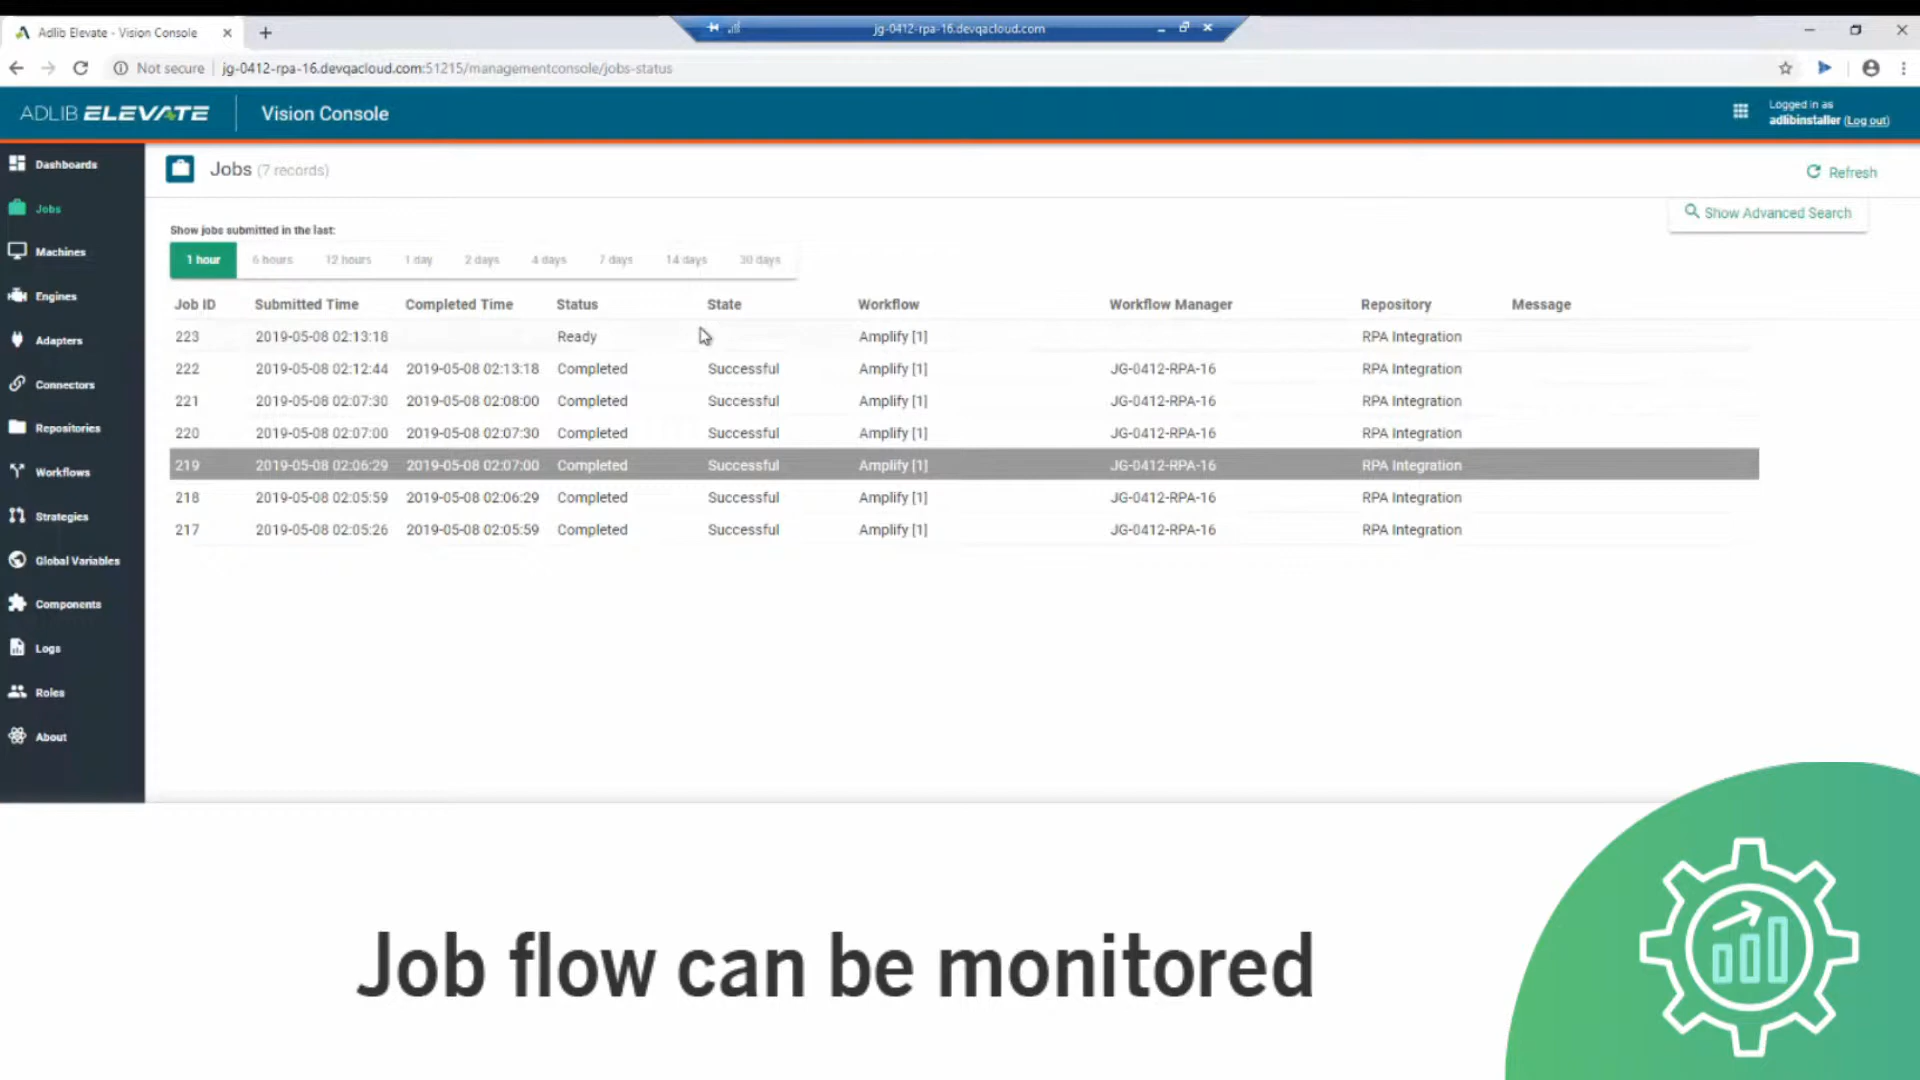 Adlib Elevate - Vision Console
jg-0412-rpa-16.devqacloud.com
Not secure | jg-0412-rpa-16.devqacloud.com:51215/managementconsole/jobs-status
ADLIB ELEVATE Vision Console
Logged in as
adlibinstaller (Log out)
Dashboards
Jobs
Machines
Engines
Adapters
Connectors
Repositories
Workflows
Strategies
Global Variables
Components
Logs
Roles
About
Jobs (7 records)
Refresh
Show Advanced Search
Show jobs submitted in the last:
1 hour 6 hours 12 hours 1 day 2 days 4 days 7 days 14 days 30 days
Job ID Submitted Time Completed Time Status State Workflow Workflow Manager Repository Message
223 2019-05-08 02:13:18 Ready Amplify [1] RPA Integration
222 2019-05-08 02:12:44 2019-05-08 02:13:18 Completed Successful Amplify [1] JG-0412-RPA-16 RPA Integration
221 2019-05-08 02:07:30 2019-05-08 02:08:00 Completed Successful Amplify [1] JG-0412-RPA-16 RPA Integration
220 2019-05-08 02:07:00 2019-05-08 02:07:30 Completed Successful Amplify [1] JG-0412-RPA-16 RPA Integration
219 2019-05-08 02:06:29 2019-05-08 02:07:00 Completed Successful Amplify [1] JG-0412-RPA-16 RPA Integration
218 2019-05-08 02:05:59 2019-05-08 02:06:29 Completed Successful Amplify [1] JG-0412-RPA-16 RPA Integration
217 2019-05-08 02:05:26 2019-05-08 02:05:59 Completed Successful Amplify [1] JG-0412-RPA-16 RPA Integration
Job flow can be monitored